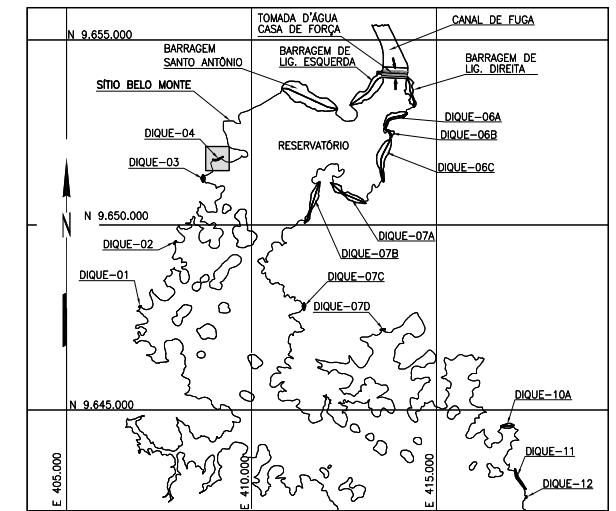 TOMADA D'ÁGUA
CASA DE FORÇA
CANAL DE FUGA
N 9.655.000
BARRAGEM
SANTO ANTÔNIO
BARRAGEM DE
LIG. ESQUERDA
BARRAGEM DE
LIG. DIREITA
SÍTIO BELO MONTE
DIQUE-06A
DIQUE-04
DIQUE-06B
RESERVATÓRIO
DIQUE-03
DIQUE-06C
N
N 9.650.000
DIQUE-07A
DIQUE-02
DIQUE-07B
DIQUE-01
DIQUE-07C
DIQUE-07D
DIQUE-10A
N 9.645.000
DIQUE-11
DIQUE-12
E 405.000
E 410.000
E 415.000